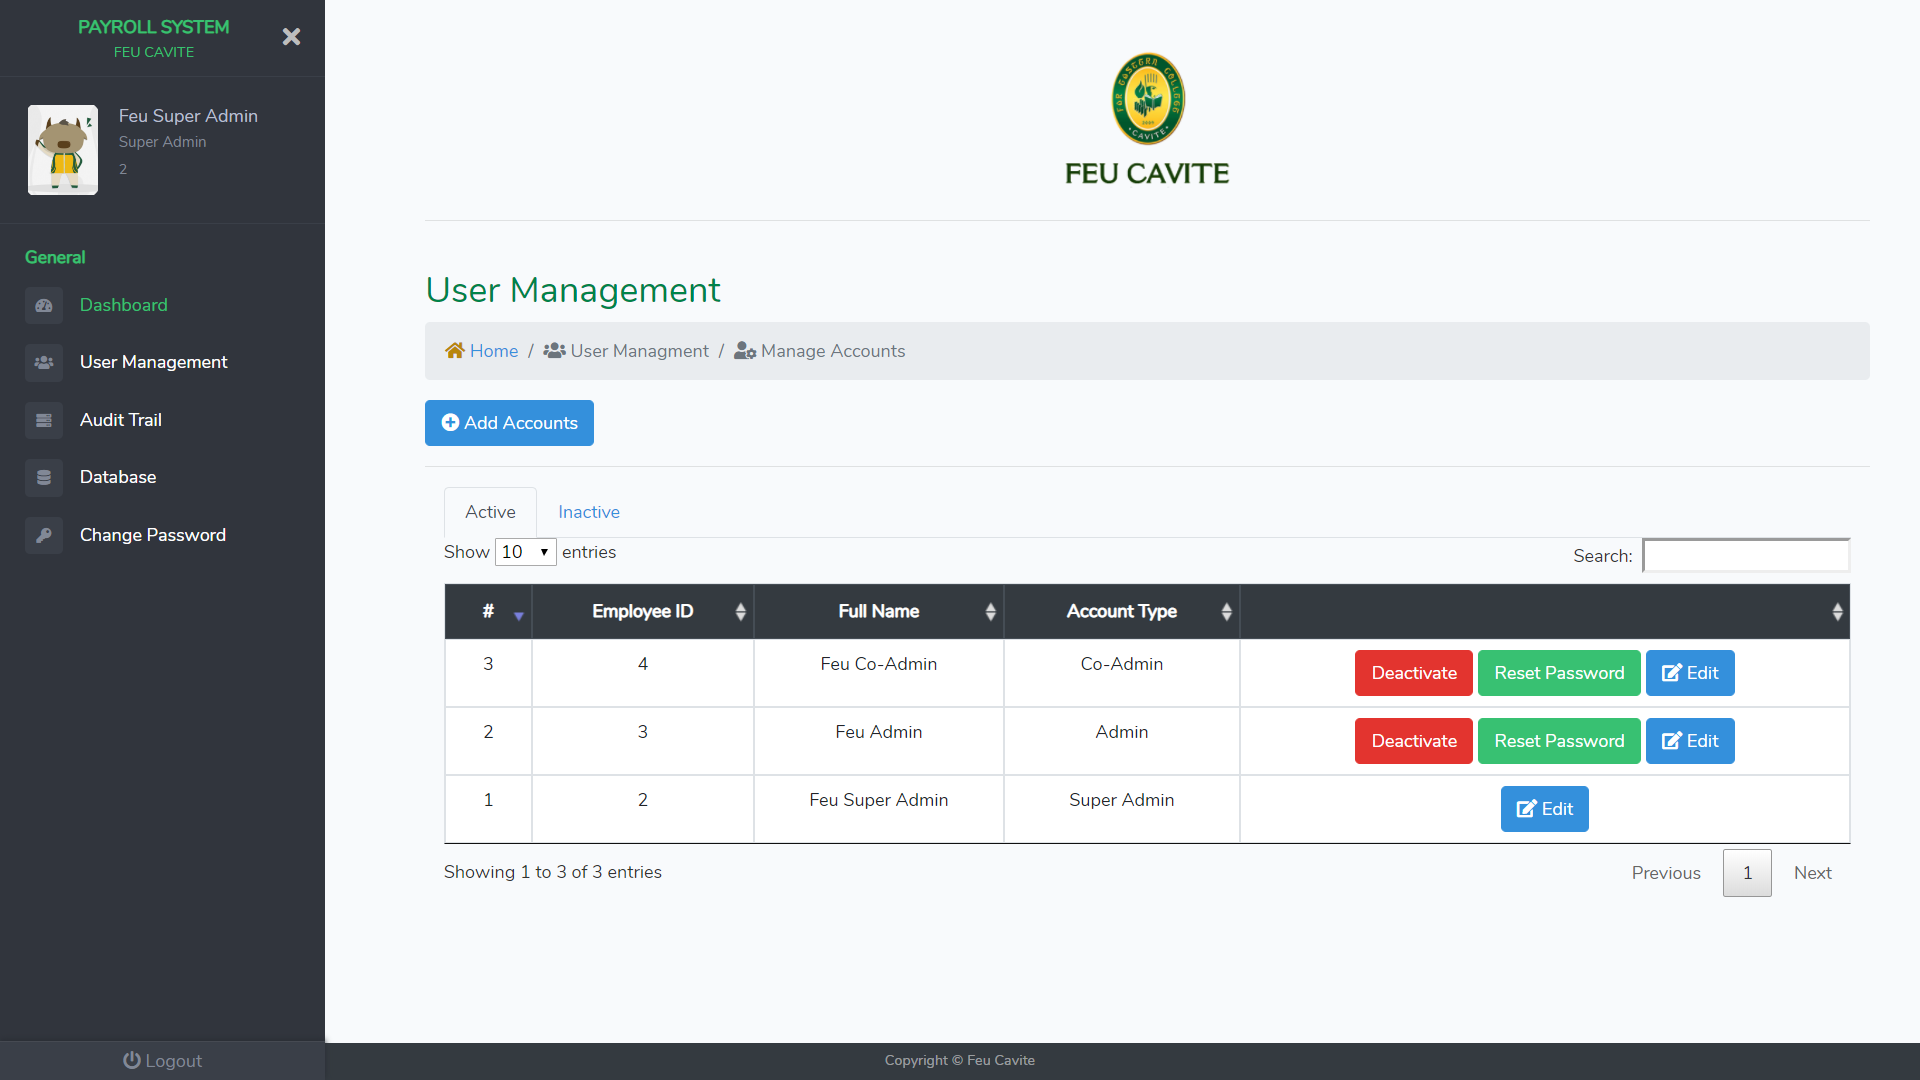 PAYROLL SYSTEM
FEU CAVITE
Feu Super Admin
Super Admin
2
General
Dashboard
User Management
Audit Trail
Database
Change Password
Logout
CAVITE
FEU CAVITE
User Management
Home / User Managment / Manage Accounts
Add Accounts
Active Inactive
Show 10 entries Search:
# Employee ID Full Name Account Type
3 4 Feu Co-Admin Co-Admin Deactivate Reset Password Edit
2 3 Feu Admin Admin Deactivate Reset Password Edit
1 2 Feu Super Admin Super Admin Edit
Showing 1 to 3 of 3 entries Previous 1 Next
Copyright © Feu Cavite